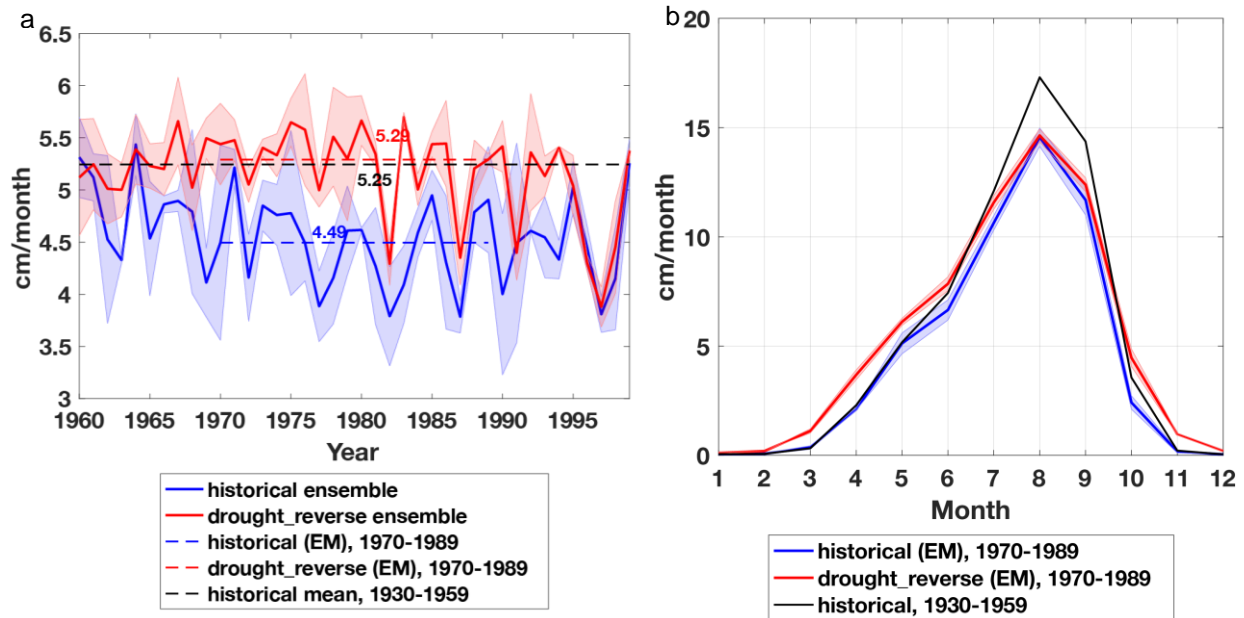 a
6.5
6
5.5
5
4.5
4
3.5
3
cm/month
5.29
5.25
4.49
1960 1965 1970 1975 1980 1985 1990 1995
Year
historical ensemble
drought_reverse ensemble
historical (EM), 1970-1989
drought_reverse (EM), 1970-1989
historical mean, 1930-1959
b
20
15
10
5
0
cm/month
1 2 3 4 5 6 7 8 9 10 11 12
Month
historical (EM), 1970-1989
drought_reverse (EM), 1970-1989
historical, 1930-1959